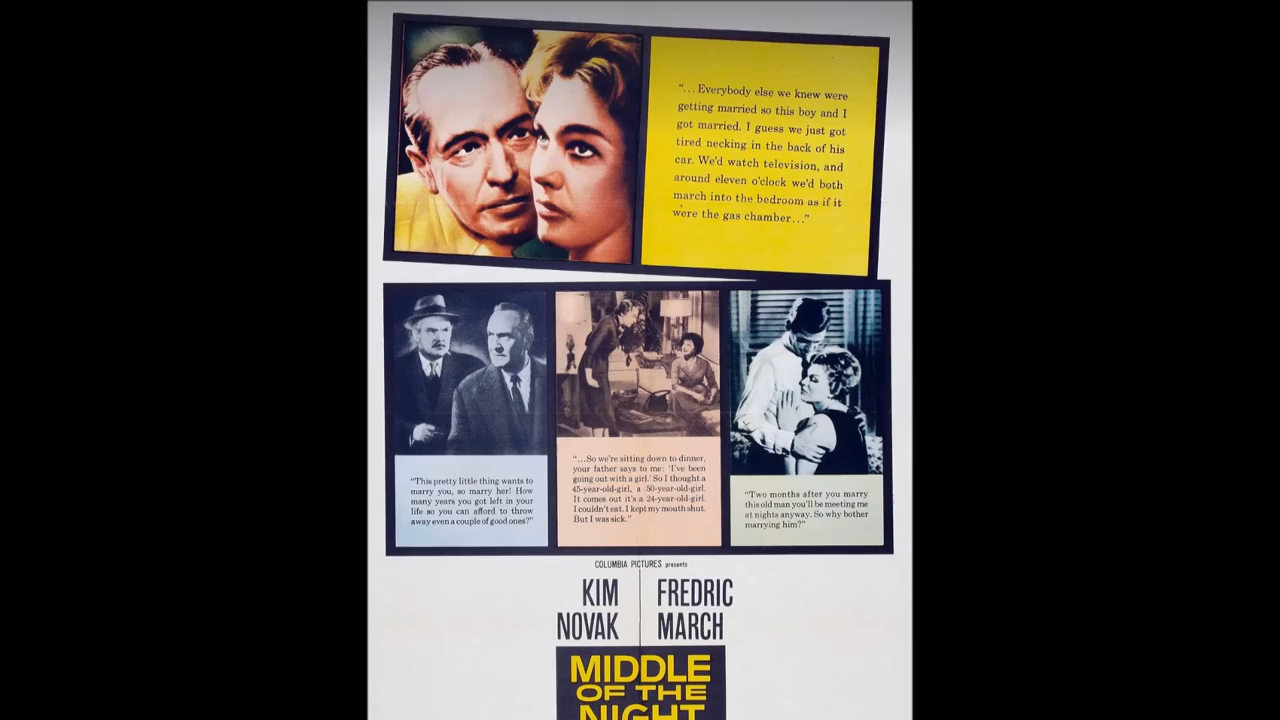 “...Everybody else we knew were
getting married so this boy and I
got married. I guess we just got
tired necking in the back of his
car. We’d watch television, and
around eleven o’clock we’d both
march into the bedroom as if it
were the gas chamber...”
“This pretty little thing wants to
marry you, so marry her! How
many years you got left in your
life so you can afford to throw
away even a couple of good ones?”
“...So we’re sitting down to dinner,
your father says to me: ‘I’ve been
going out with a girl.’ So I thought a
45-year-old-girl, a 50-year-old-girl.
It comes out it’s a 24-year-old-girl.
I couldn’t eat. I kept my mouth shut.
But I was sick.”
“Two months after you marry
this old man you’ll be meeting me
at nights anyway. So why bother
marrying him?”
COLUMBIA PICTURES presents
KIM
NOVAK
FREDRIC
MARCH
MIDDLE
OF THE
NIGHT